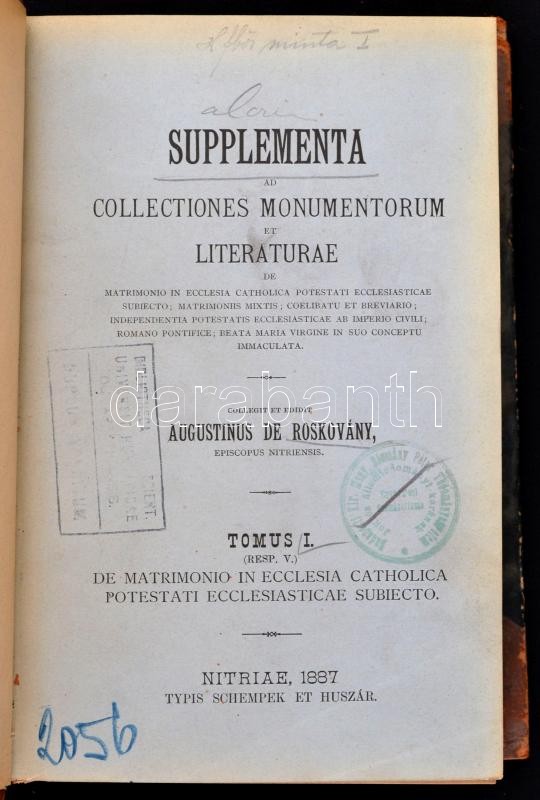 minta I
SUPPLEMENTA
AD
COLLECTIONES MONUMENTORUM
ET
LITERATURAE
DE
MATRIMONIO IN ECCLESIA CATHOLICA POTESTATI ECCLESIASTICAE
SUBIECTO; MATRIMONIIS MIXTIS; COELIBATU ET BREVIARIO;
INDEPENDENTIA POTESTATIS ECCLESIASTICAE AB IMPERIO CIVILI;
ROMANO PONTIFICE; BEATA MARIA VIRGINE IN SUO CONCEPTU
IMMACULATA.
darabanth
COLLEGIT ET EDIDIT
AUGUSTINUS DE ROSKOVÁNY,
EPISCOPUS NITRIENSIS.
TOMUS I.
(RESP. V.)
DE MATRIMONIO IN ECCLESIA CATHOLICA
POTESTATI ECCLESIASTICAE SUBIECTO.
NITRIAE, 1887
TYPIS SCHEMPEK ET HUSZÁR.
2056